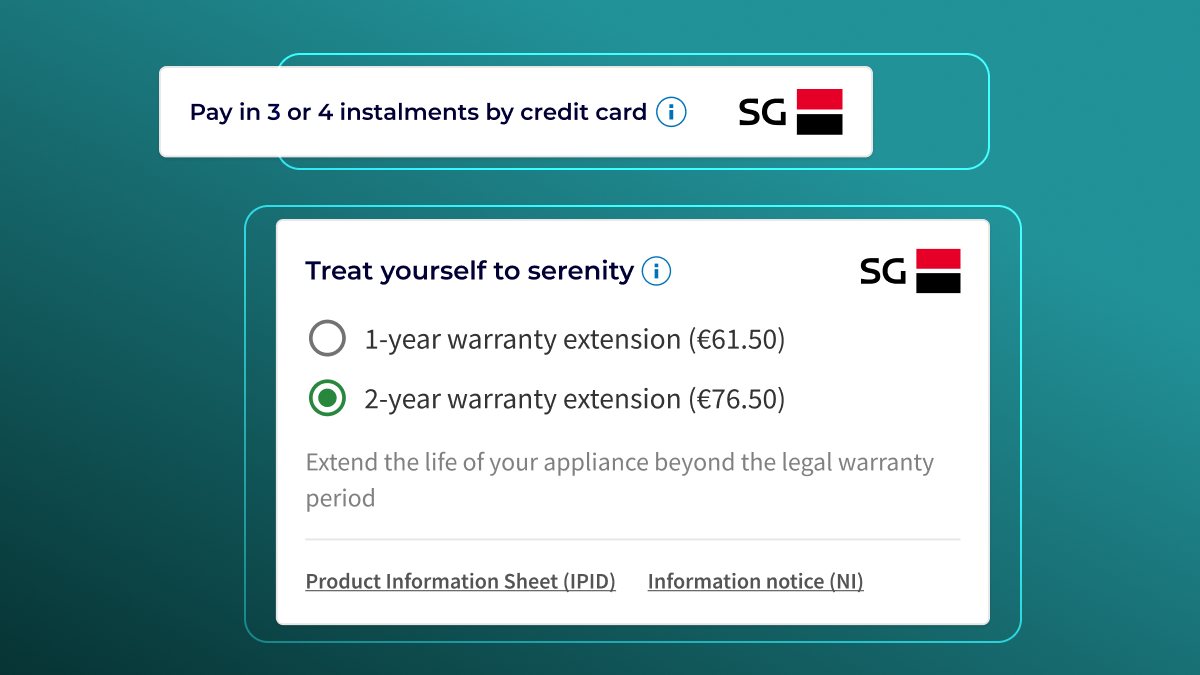 Pay in 3 or 4 instalments by credit card
SG
Treat yourself to serenity
SG
1-year warranty extension (€61.50)
2-year warranty extension (€76.50)
Extend the life of your appliance beyond the legal warranty
period
Product Information Sheet (IPID) Information notice (NI)